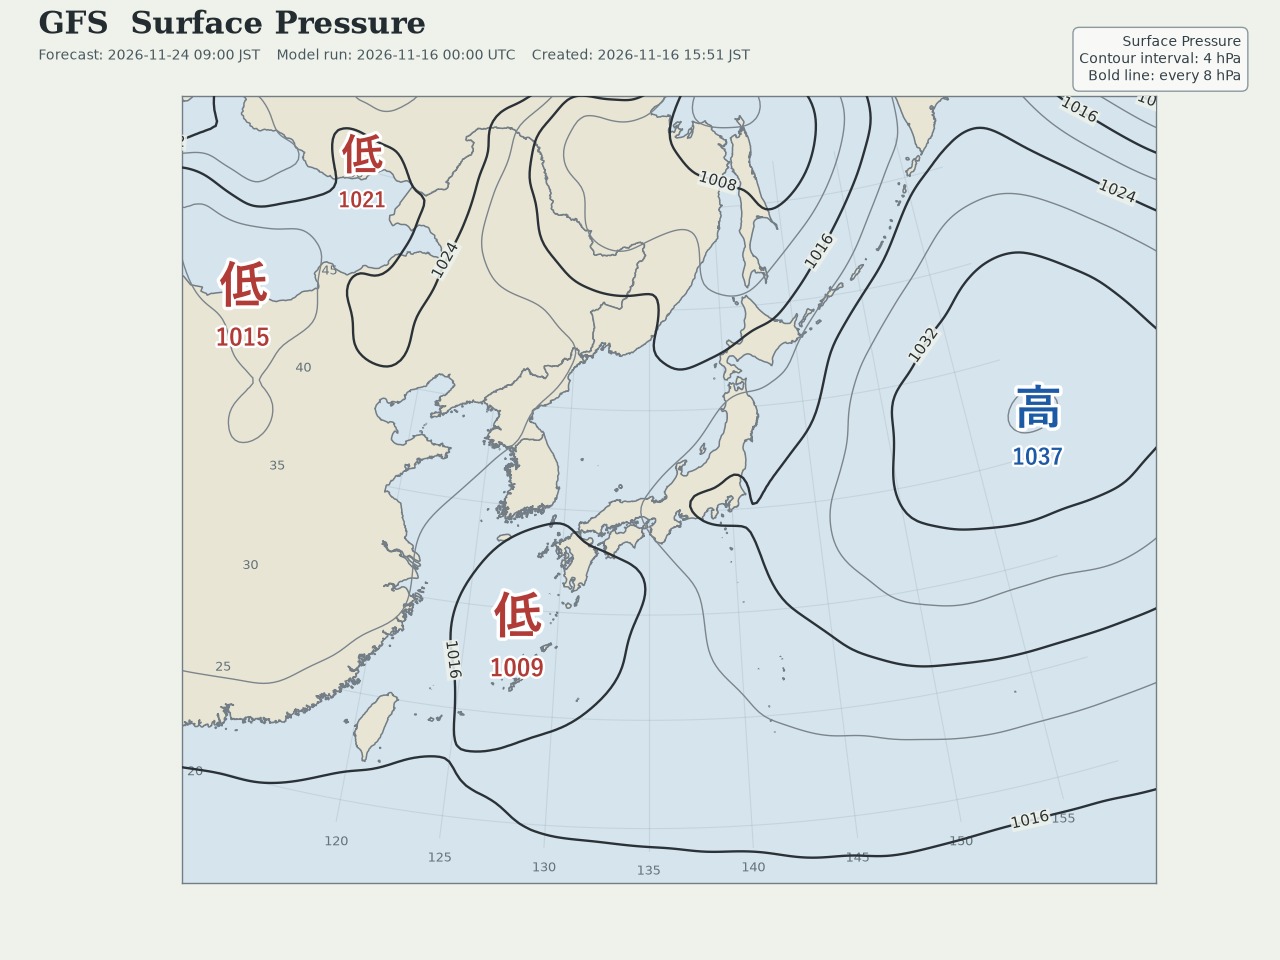 GFS  Surface Pressure
Forecast: 2026-11-24 09:00 JST    Model run: 2026-11-16 00:00 UTC    Created: 2026-11-16 15:51 JST
Surface Pressure
Contour interval: 4 hPa
Bold line: every 8 hPa
1016
低
1021
1008
1024
1016
1024
45
低
1015
1032
40
高
1037
35
30
低
1009
1016
25
20
1016
155
120
125
130
135
140
145
150